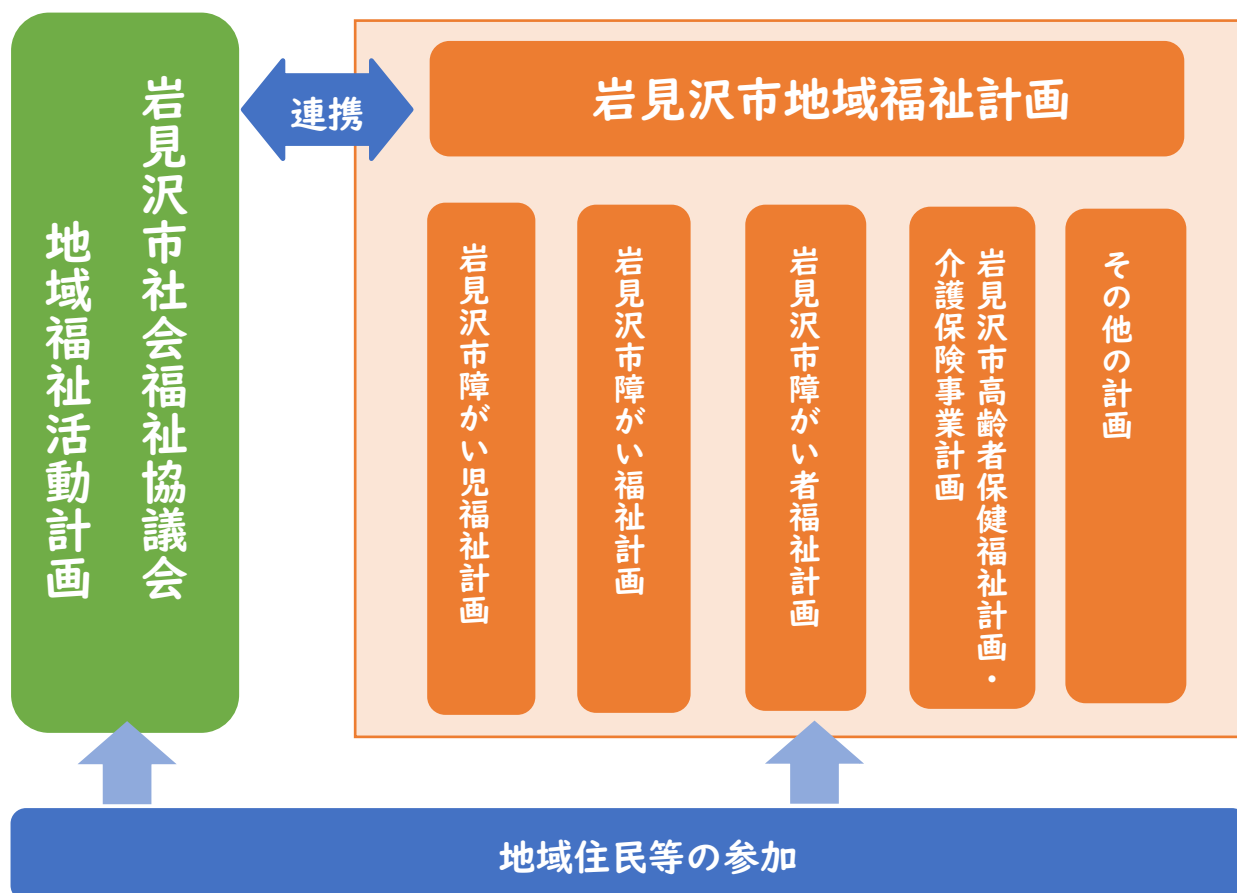 岩見沢市社会福祉協議会
地域福祉活動計画
連携
岩見沢市地域福祉計画
岩見沢市障がい児福祉計画
岩見沢市障がい福祉計画
岩見沢市障がい者福祉計画
岩見沢市高齢者保健福祉計画・
介護保険事業計画
その他の計画
地域住民等の参加